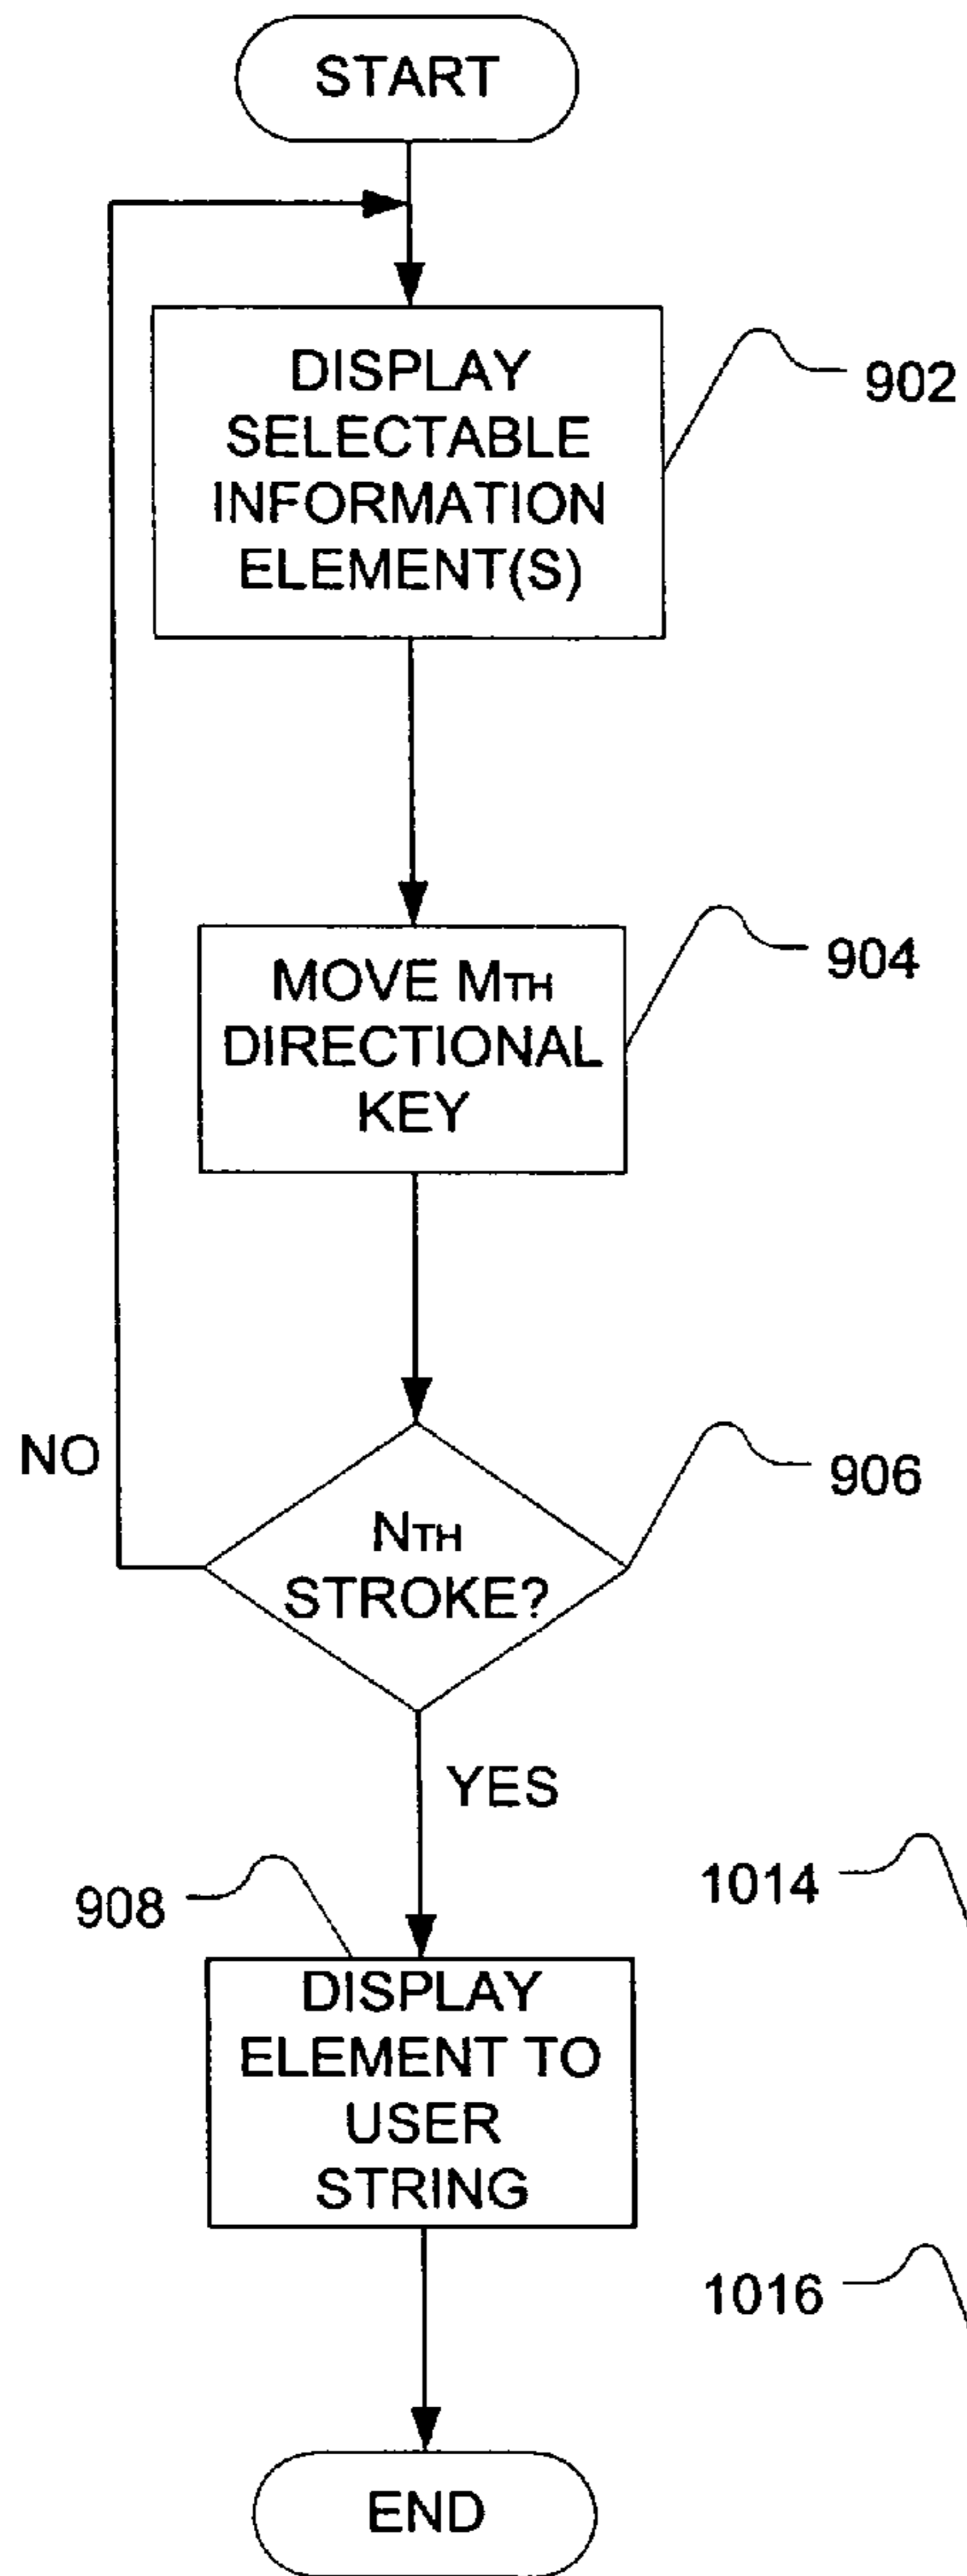 START
DISPLAY
SELECTABLE
INFORMATION
ELEMENT(S)
902
MOVE MTH
DIRECTIONAL
KEY
904
NO
NTH
STROKE?
906
YES
908
1014
DISPLAY
ELEMENT TO
USER
STRING
1016
END